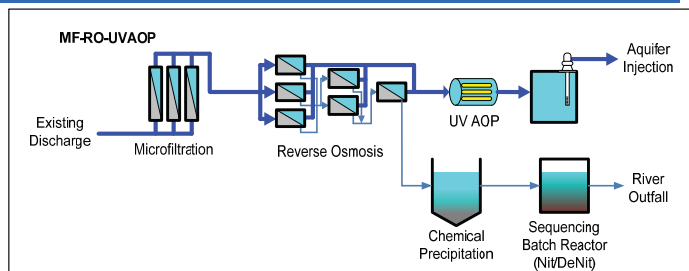 MF-RO-UVAOP
Existing
Discharge
Microfiltration
Reverse Osmosis
UV AOP
Aquifer
Injection
Chemical
Precipitation
Sequencing
Batch Reactor
(Nit/DeNit)
River
Outfall